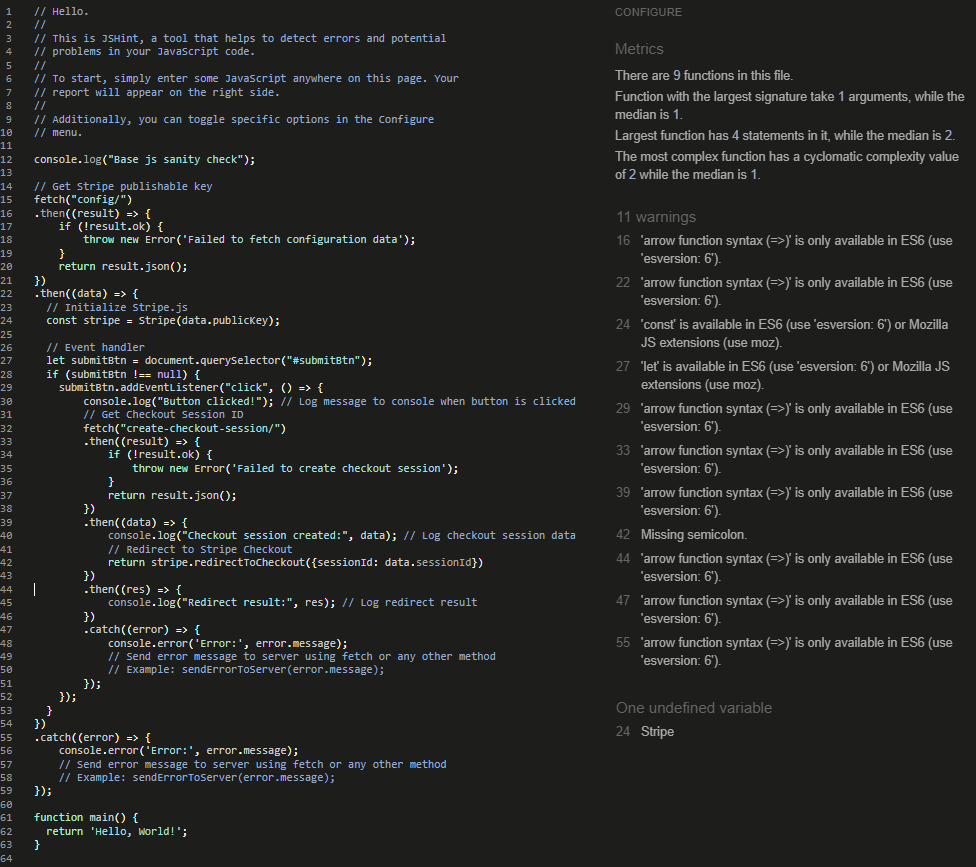 1 // Hello.
2 //
3 // This is JSHint, a tool that helps to detect errors and potential
4 // problems in your JavaScript code.
5 //
6 // To start, simply enter some JavaScript anywhere on this page. Your
7 // report will appear on the right side.
8 //
9 // Additionally, you can toggle specific options in the Configure
10 // menu.
11
12 console.log("Base js sanity check");
13
14 // Get Stripe publishable key
15 fetch("config/")
16 .then((result) => {
17     if (!result.ok) {
18         throw new Error('Failed to fetch configuration data');
19     }
20     return result.json();
21 })
22 .then((data) => {
23   // Initialize Stripe.js
24   const stripe = Stripe(data.publicKey);
25
26   // Event handler
27   let submitBtn = document.querySelector("#submitBtn");
28   if (submitBtn !== null) {
29     submitBtn.addEventListener("click", () => {
30         console.log("Button clicked!"); // Log message to console when button is clicked
31         // Get Checkout Session ID
32         fetch("create-checkout-session/")
33         .then((result) => {
34             if (!result.ok) {
35                 throw new Error('Failed to create checkout session');
36             }
37             return result.json();
38         })
39         .then((data) => {
40             console.log("Checkout session created:", data); // Log checkout session data
41             // Redirect to Stripe Checkout
42             return stripe.redirectToCheckout({sessionId: data.sessionId})
43         })
44         .then((res) => {
45             console.log("Redirect result:", res); // Log redirect result
46         })
47         .catch((error) => {
48             console.error('Error:', error.message);
49             // Send error message to server using fetch or any other method
50             // Example: sendErrorToServer(error.message);
51         });
52     });
53   }
54 })
55 .catch((error) => {
56     console.error('Error:', error.message);
57     // Send error message to server using fetch or any other method
58     // Example: sendErrorToServer(error.message);
59 });
60
61 function main() {
62   return 'Hello, World!';
63 }
64
CONFIGURE
Metrics
There are 9 functions in this file.
Function with the largest signature take 1 arguments, while the
median is 1.
Largest function has 4 statements in it, while the median is 2.
The most complex function has a cyclomatic complexity value
of 2 while the median is 1.
11 warnings
16 'arrow function syntax (=>)' is only available in ES6 (use
'esversion: 6').
22 'arrow function syntax (=>)' is only available in ES6 (use
'esversion: 6').
24 'const' is available in ES6 (use 'esversion: 6') or Mozilla
JS extensions (use moz).
27 'let' is available in ES6 (use 'esversion: 6') or Mozilla JS
extensions (use moz).
29 'arrow function syntax (=>)' is only available in ES6 (use
'esversion: 6').
33 'arrow function syntax (=>)' is only available in ES6 (use
'esversion: 6').
39 'arrow function syntax (=>)' is only available in ES6 (use
'esversion: 6').
42 Missing semicolon.
44 'arrow function syntax (=>)' is only available in ES6 (use
'esversion: 6').
47 'arrow function syntax (=>)' is only available in ES6 (use
'esversion: 6').
55 'arrow function syntax (=>)' is only available in ES6 (use
'esversion: 6').
One undefined variable
24 Stripe